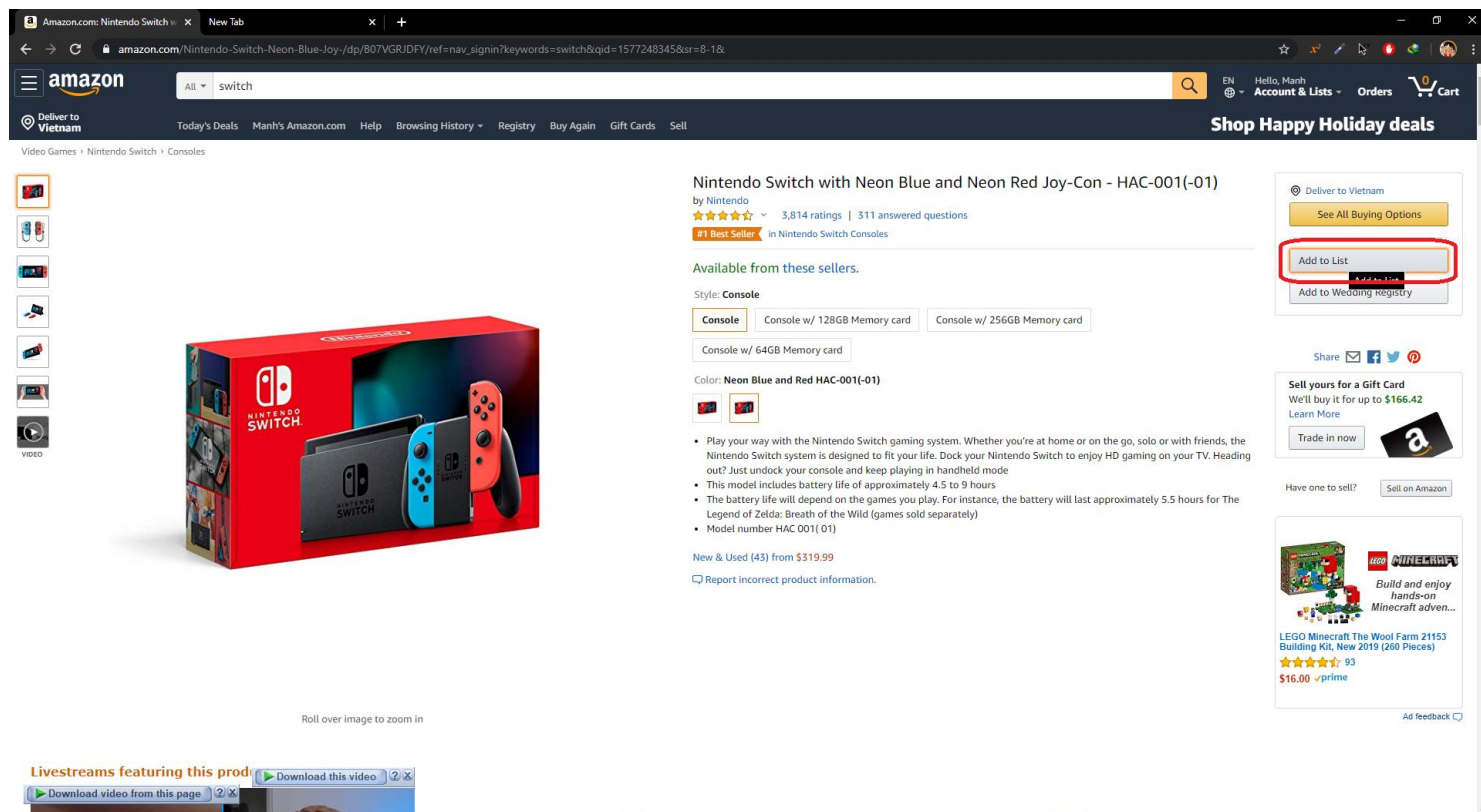 Amazon.com: Nintendo Switch w
New Tab
amazon.com/Nintendo-Switch-Neon-Blue-Joy-/dp/B07VGRJDFY/ref=nav_signin?keywords=switch&qid=1577248345&sr=8-1&
amazon
All
switch
EN
Hello, Manh
Account & Lists
Orders
0
Cart
Deliver to
Vietnam
Today's Deals Manh's Amazon.com Help Browsing History Registry Buy Again Gift Cards Sell
Shop Happy Holiday deals
Video Games › Nintendo Switch › Consoles
VIDEO
NINTENDO
SWITCH
NINTENDO
SWITCH
Roll over image to zoom in
Nintendo Switch with Neon Blue and Neon Red Joy-Con - HAC-001(-01)
by Nintendo
3,814 ratings | 311 answered questions
#1 Best Seller in Nintendo Switch Consoles
Available from these sellers.
Style: Console
Console
Console w/ 128GB Memory card
Console w/ 256GB Memory card
Console w/ 64GB Memory card
Color: Neon Blue and Red HAC-001(-01)
• Play your way with the Nintendo Switch gaming system. Whether you're at home or on the go, solo or with friends, the
Nintendo Switch system is designed to fit your life. Dock your Nintendo Switch to enjoy HD gaming on your TV. Heading
out? Just undock your console and keep playing in handheld mode
• This model includes battery life of approximately 4.5 to 9 hours
• The battery life will depend on the games you play. For instance, the battery will last approximately 5.5 hours for The
Legend of Zelda: Breath of the Wild (games sold separately)
• Model number HAC 001( 01)
New & Used (43) from $319.99
Report incorrect product information.
Deliver to Vietnam
See All Buying Options
Add to List
Add to List
Add to Wedding Registry
Share
Sell yours for a Gift Card
We'll buy it for up to $166.42
Learn More
Trade in now
Have one to sell?
Sell on Amazon
LEGO MINECRAFT
Build and enjoy
hands-on
Minecraft adven...
LEGO Minecraft The Wool Farm 21153
Building Kit, New 2019 (260 Pieces)
93
$16.00 prime
Ad feedback
Livestreams featuring this prod
Download this video
Download video from this page